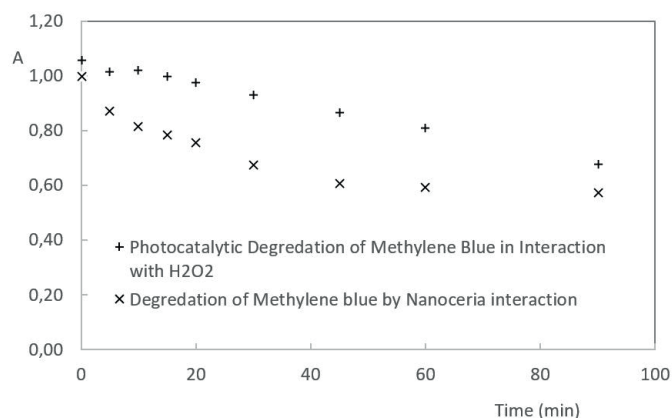 1,20
A
1,00
0,80
0,60
0,40
0,20
0,00
+ Photocatalytic Degredation of Methylene Blue in Interaction
with H2O2
× Degredation of Methylene blue by Nanoceria interaction
0 20 40 60 80 100
Time (min)